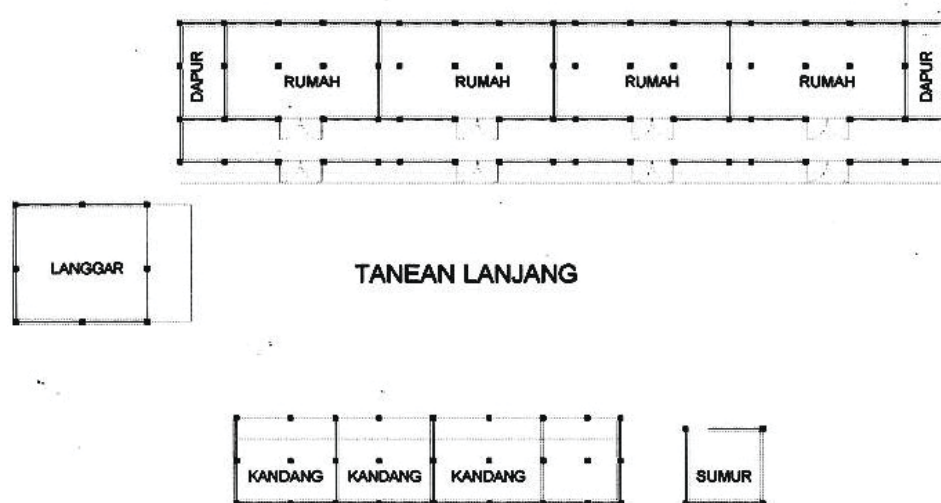 DAPUR
RUMAH
RUMAH
RUMAH
RUMAH
DAPUR
LANGGAR
TANEAN LANJANG
KANDANG
KANDANG
KANDANG
SUMUR